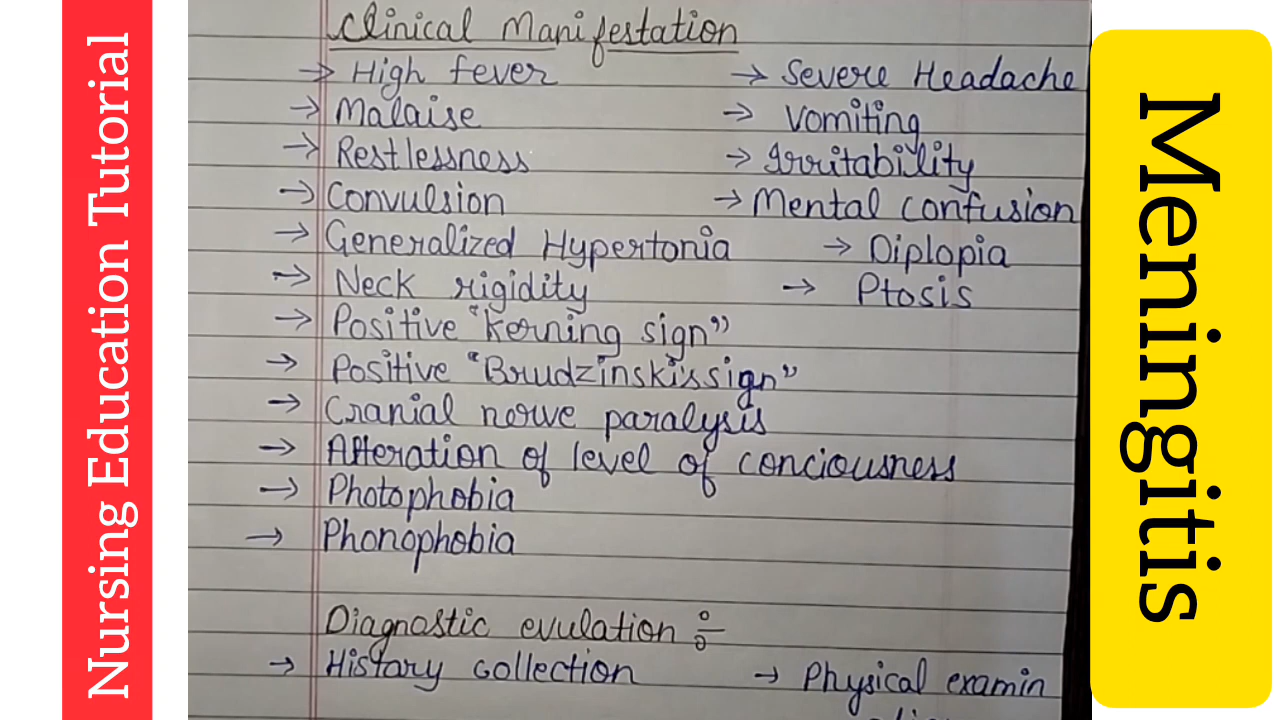 Nursing Education Tutorial
Clinical Manifestation
→ High fever → Severe Headache
→ Malaise → Vomiting
→ Restlessness → Irritability
→ Convulsion → Mental confusion
→ Generalized Hypertonia → Diplopia
→ Neck rigidity → Ptosis
→ Positive "Kerning sign"
→ Positive "Brudzinski's sign"
→ Cranial nerve paralysis
→ Alteration of level of conciousness
→ Photophobia
→ Phonophobia
Diagnostic evulation ÷
→ Histary collection → Physical examin
Meningitis